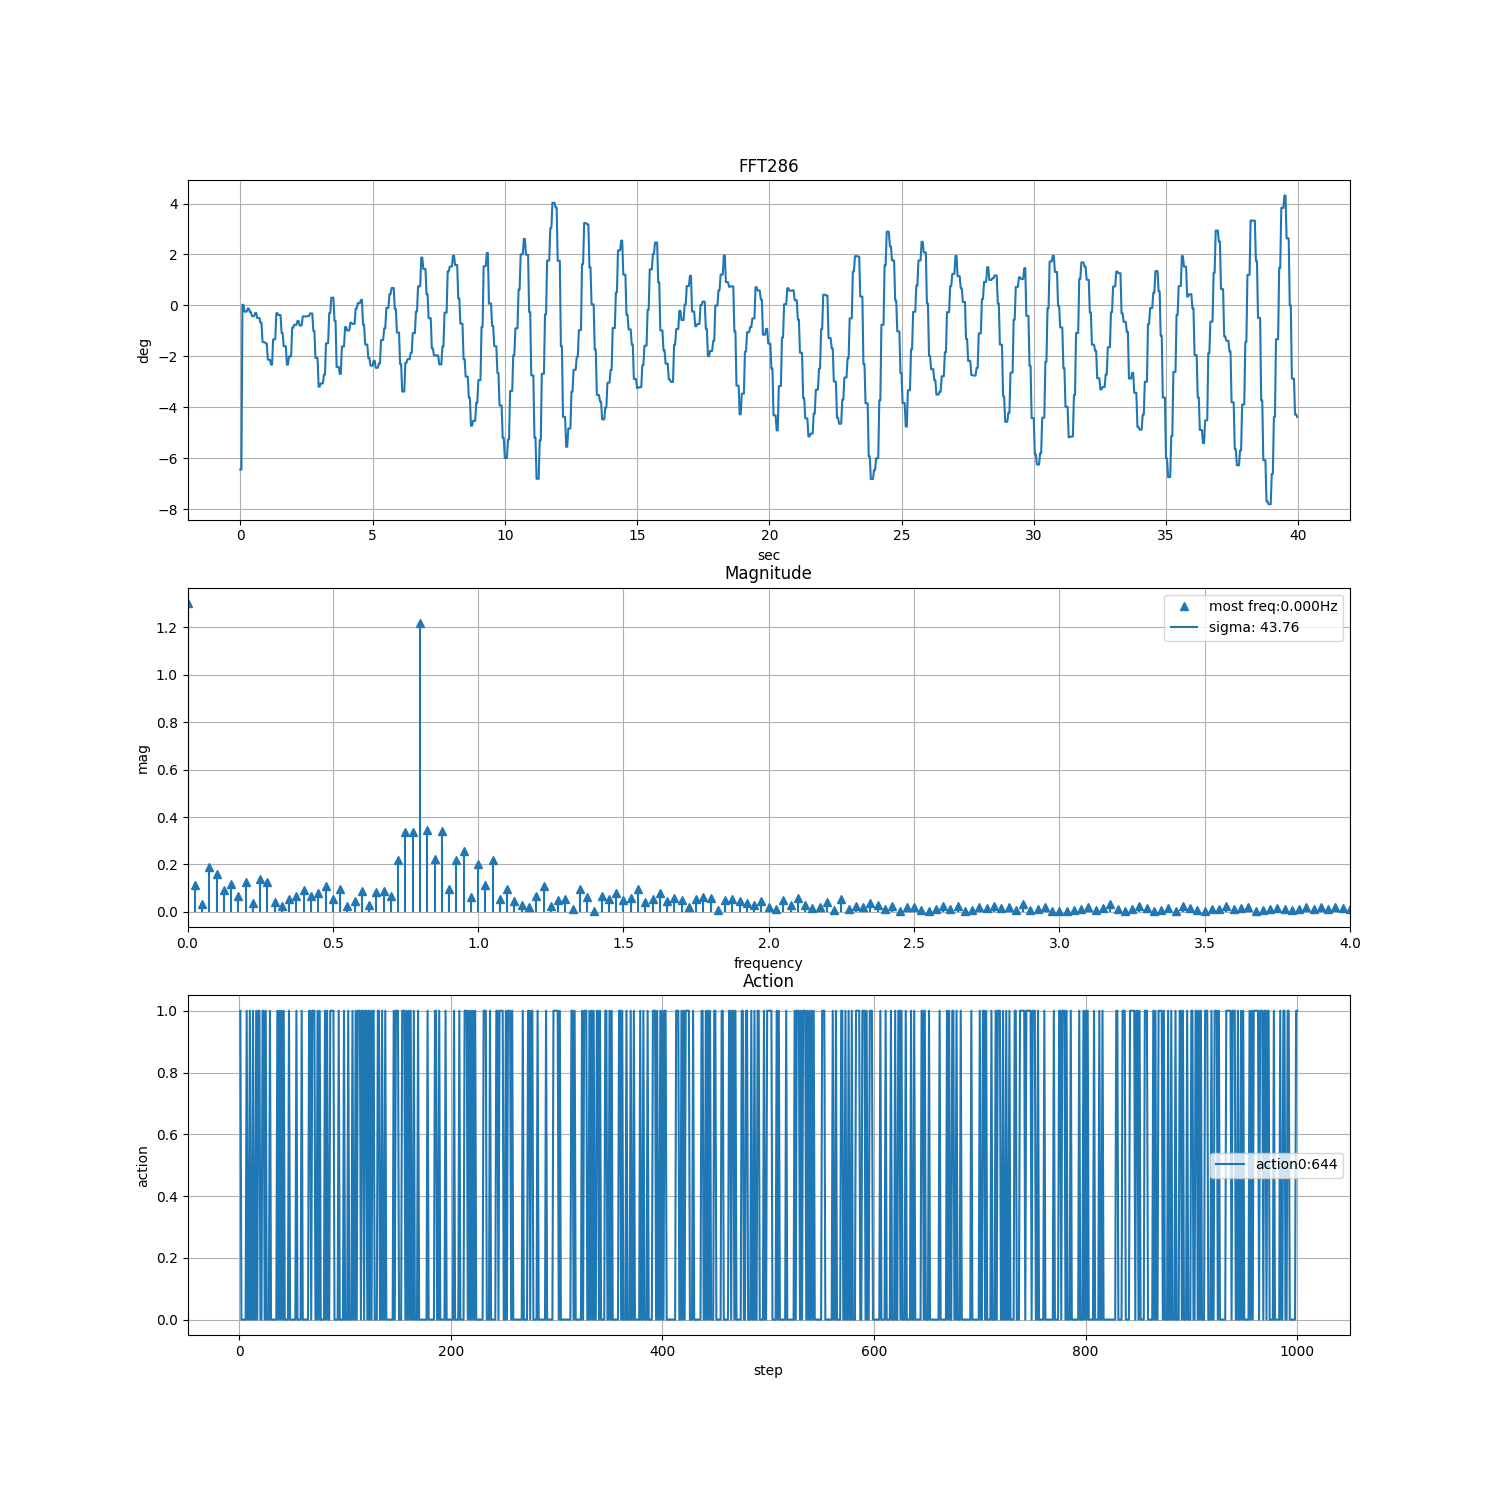 FFT286
4
2
0
−2
−4
−6
−8
deg
0 5 10 15 20 25 30 35 40
sec
Magnitude
most freq:0.000Hz
sigma: 43.76
1.2
1.0
0.8
0.6
0.4
0.2
0.0
mag
0.0 0.5 1.0 1.5 2.0 2.5 3.0 3.5 4.0
frequency
Action
1.0
0.8
0.6
0.4
0.2
0.0
action
action0:644
0 200 400 600 800 1000
step